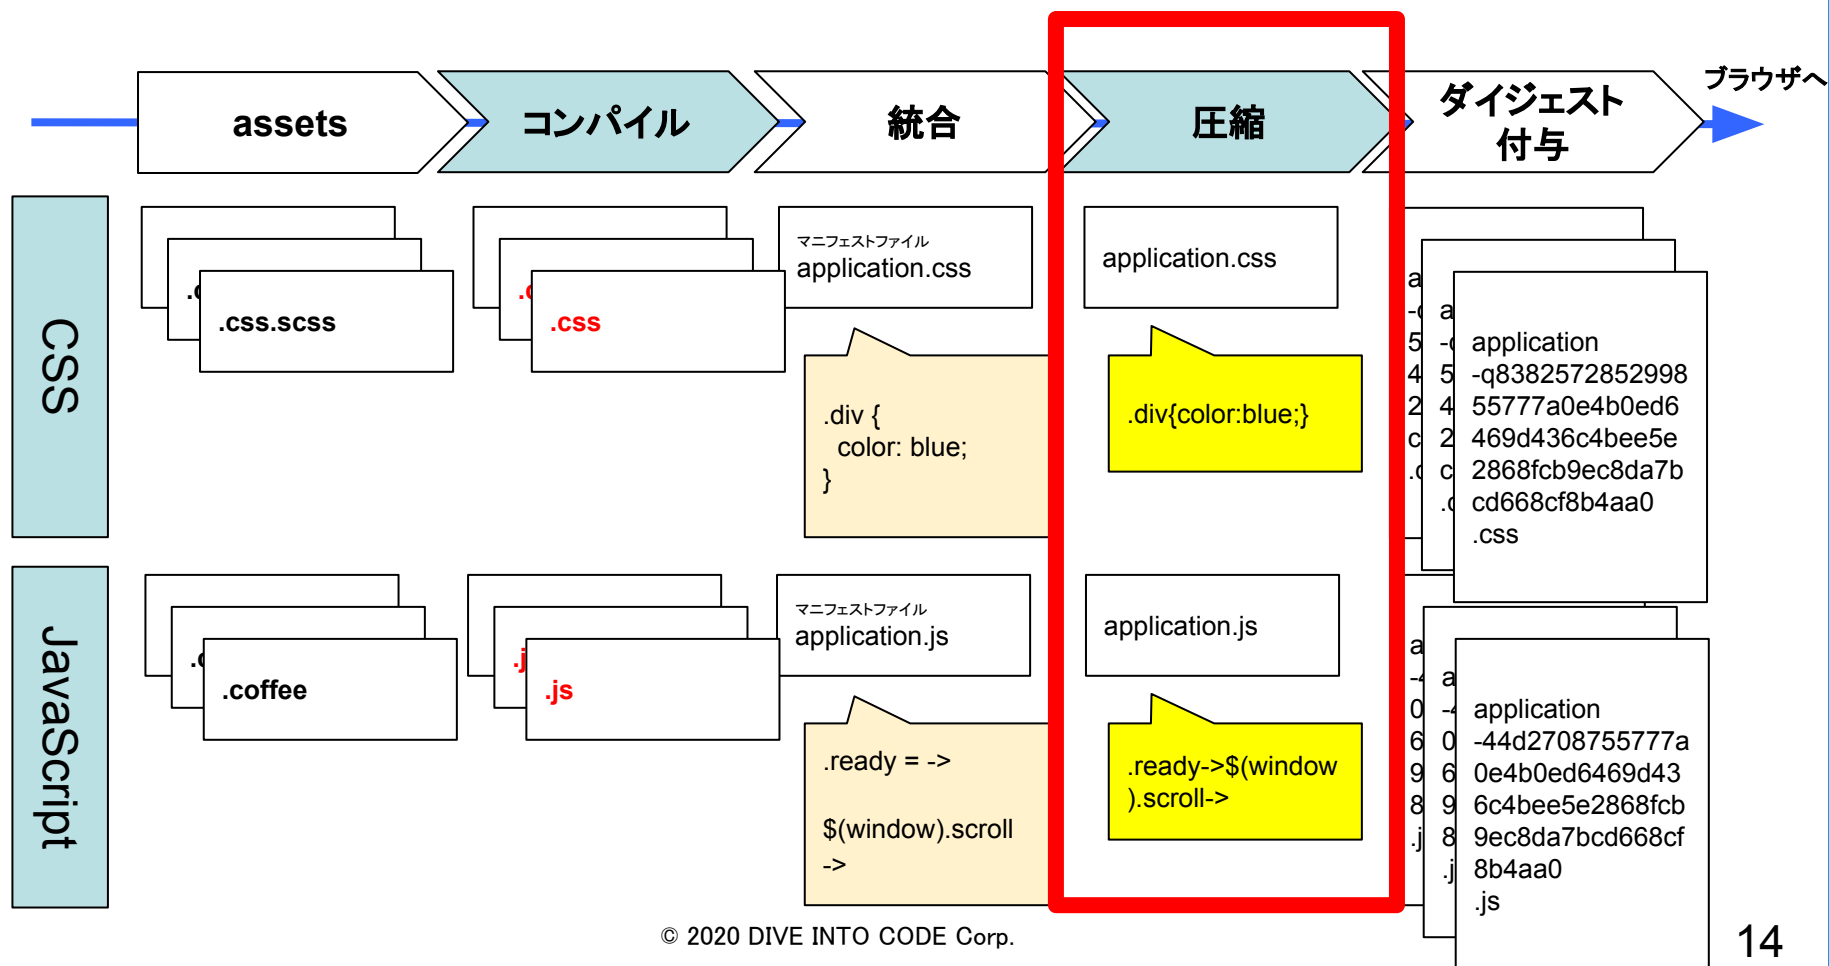 ブラウザへ
assets
コンパイル
統合
圧縮
ダイジェスト
付与
CSS
.css.scss
.css
マニフェストファイル
application.css
.div {
color: blue;
}
application.css
.div{color:blue;}
application
-q8382572852998
55777a0e4b0ed6
469d436c4bee5e
2868fcb9ec8da7b
cd668cf8b4aa0
.css
JavaScript
.coffee
.js
マニフェストファイル
application.js
.ready = ->
$(window).scroll
->
application.js
.ready->$(window
).scroll->
application
-44d2708755777a
0e4b0ed6469d43
6c4bee5e2868fcb
9ec8da7bcd668cf
8b4aa0
.js
© 2020 DIVE INTO CODE Corp.
14